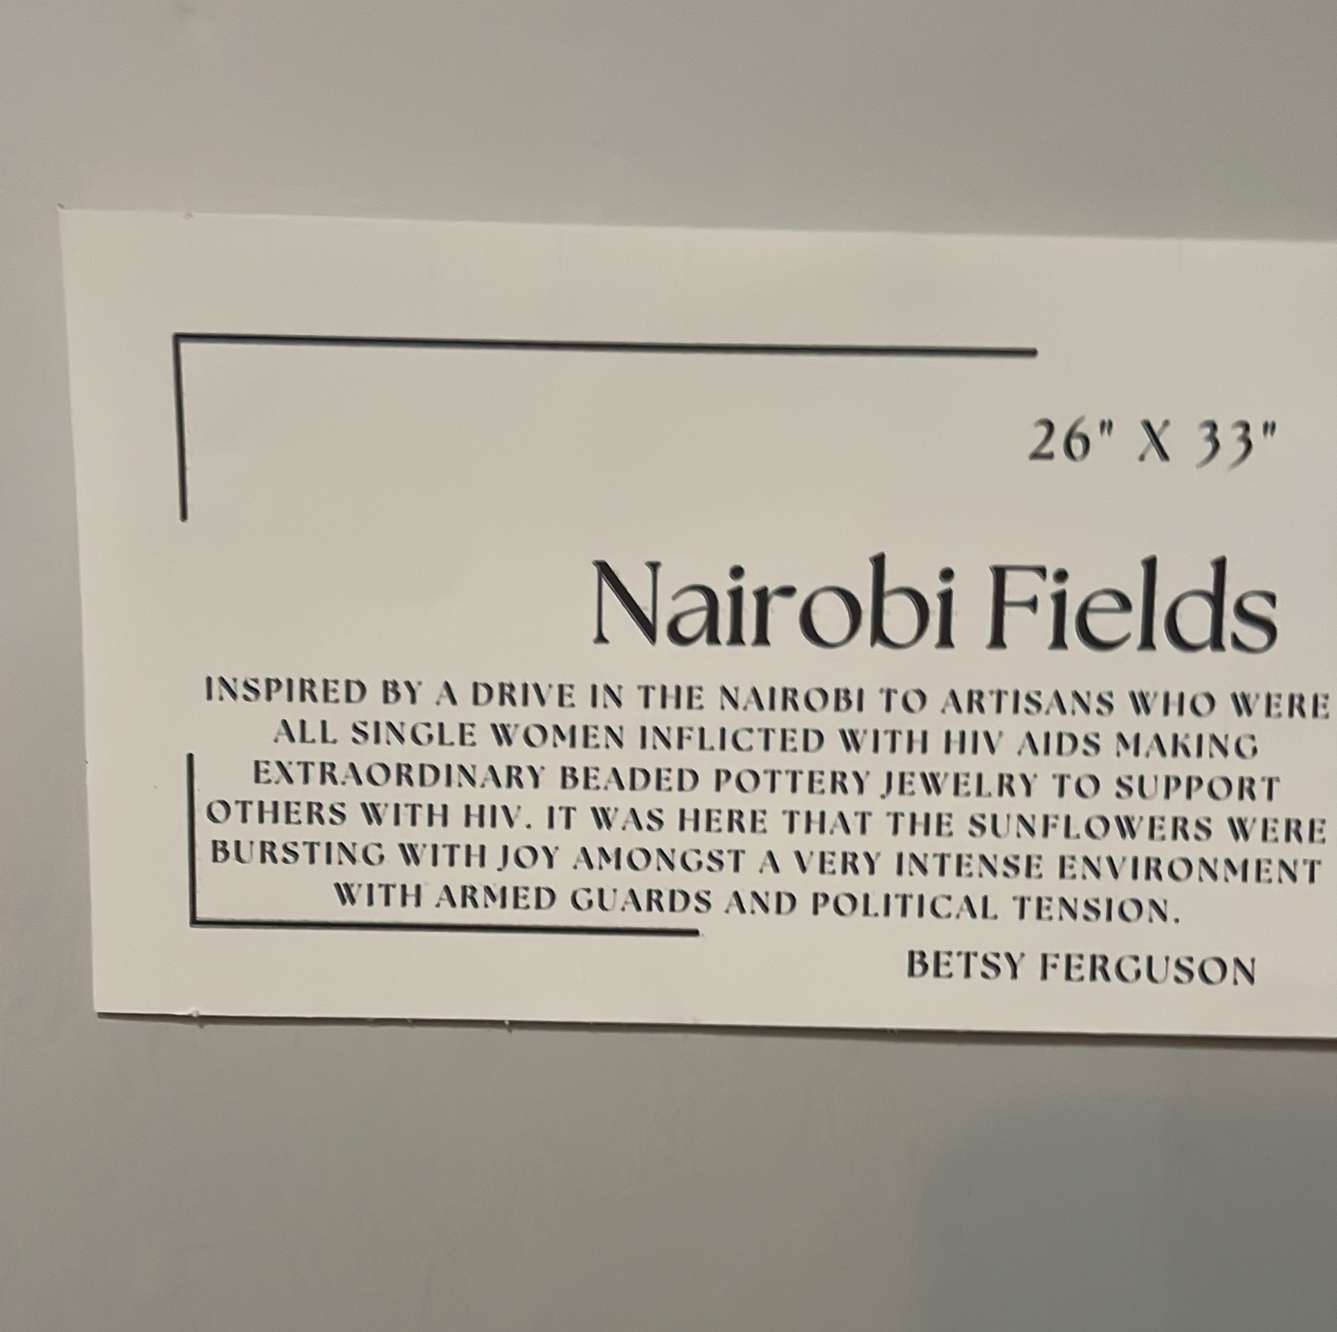 26" X 33"
Nairobi Fields
INSPIRED BY A DRIVE IN THE NAIROBI TO ARTISANS WHO WERE
ALL SINGLE WOMEN INFLICTED WITH HIV AIDS MAKING
EXTRAORDINARY BEADED POTTERY JEWELRY TO SUPPORT
OTHERS WITH HIV. IT WAS HERE THAT THE SUNFLOWERS WERE
BURSTING WITH JOY AMONGST A VERY INTENSE ENVIRONMENT
WITH ARMED GUARDS AND POLITICAL TENSION.
BETSY FERGUSON